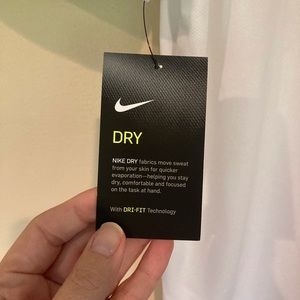 DRY
NIKE DRY fabrics move sweat
from your skin for quicker
evaporation—helping you stay
dry, comfortable and focused
on the task at hand.
With DRI-FIT Technology